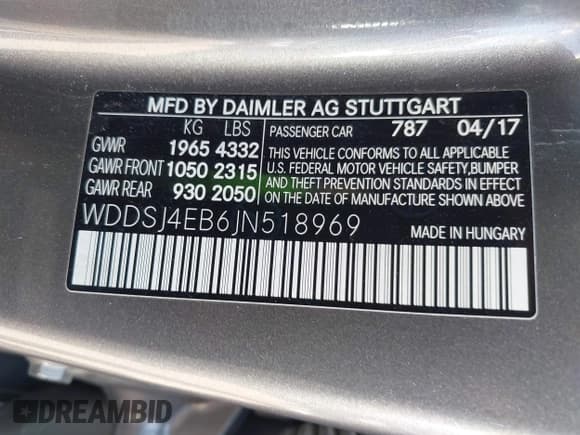 MFD BY DAIMLER AG STUTTGART
KG LBS
GVWR 1965 4332
GAWR FRONT 1050 2315
GAWR REAR 930 2050
PASSENGER CAR 787 04/17
THIS VEHICLE CONFORMS TO ALL APPLICABLE
U.S. FEDERAL MOTOR VEHICLE SAFETY, BUMPER
AND THEFT PREVENTION STANDARDS IN EFFECT
ON THE DATE OF MANUFACTURE SHOWN ABOVE
WDDSJ4EB6JN518969
MADE IN HUNGARY
DREAMBID